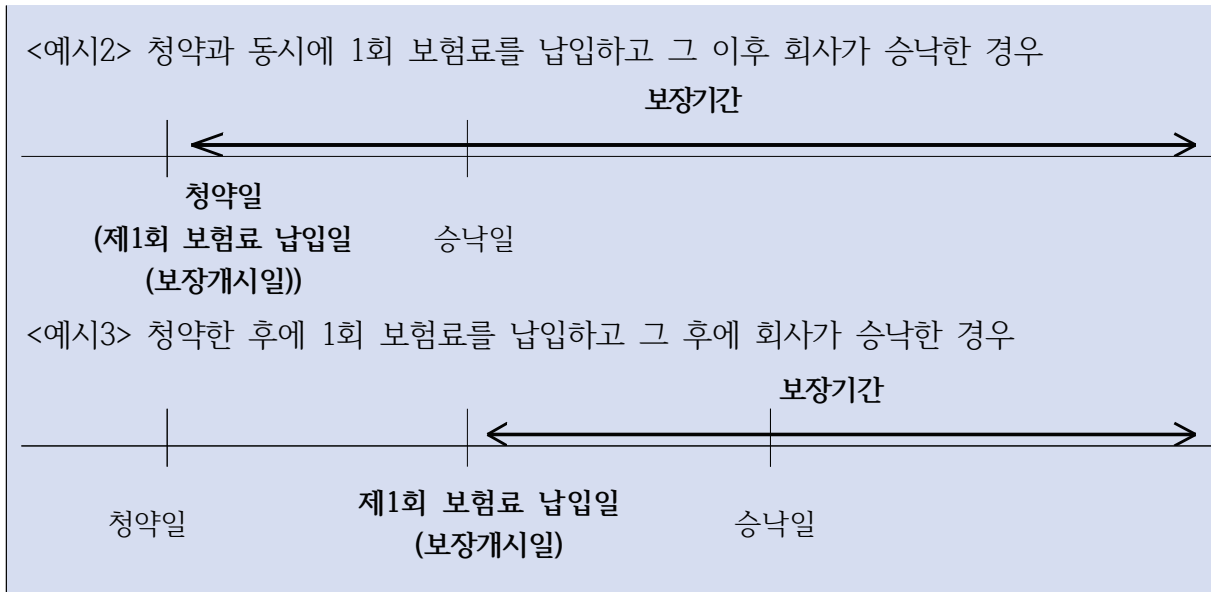 <예시2> 청약과 동시에 1회 보험료를 납입하고 그 이후 회사가 승낙한 경우
보장기간
청약일
(제1회 보험료 납입일 승낙일
(보장개시일))
<예시3> 청약한 후에 1회 보험료를 납입하고 그 후에 회사가 승낙한 경우
보장기간
청약일 제1회 보험료 납입일 승낙일
(보장개시일)